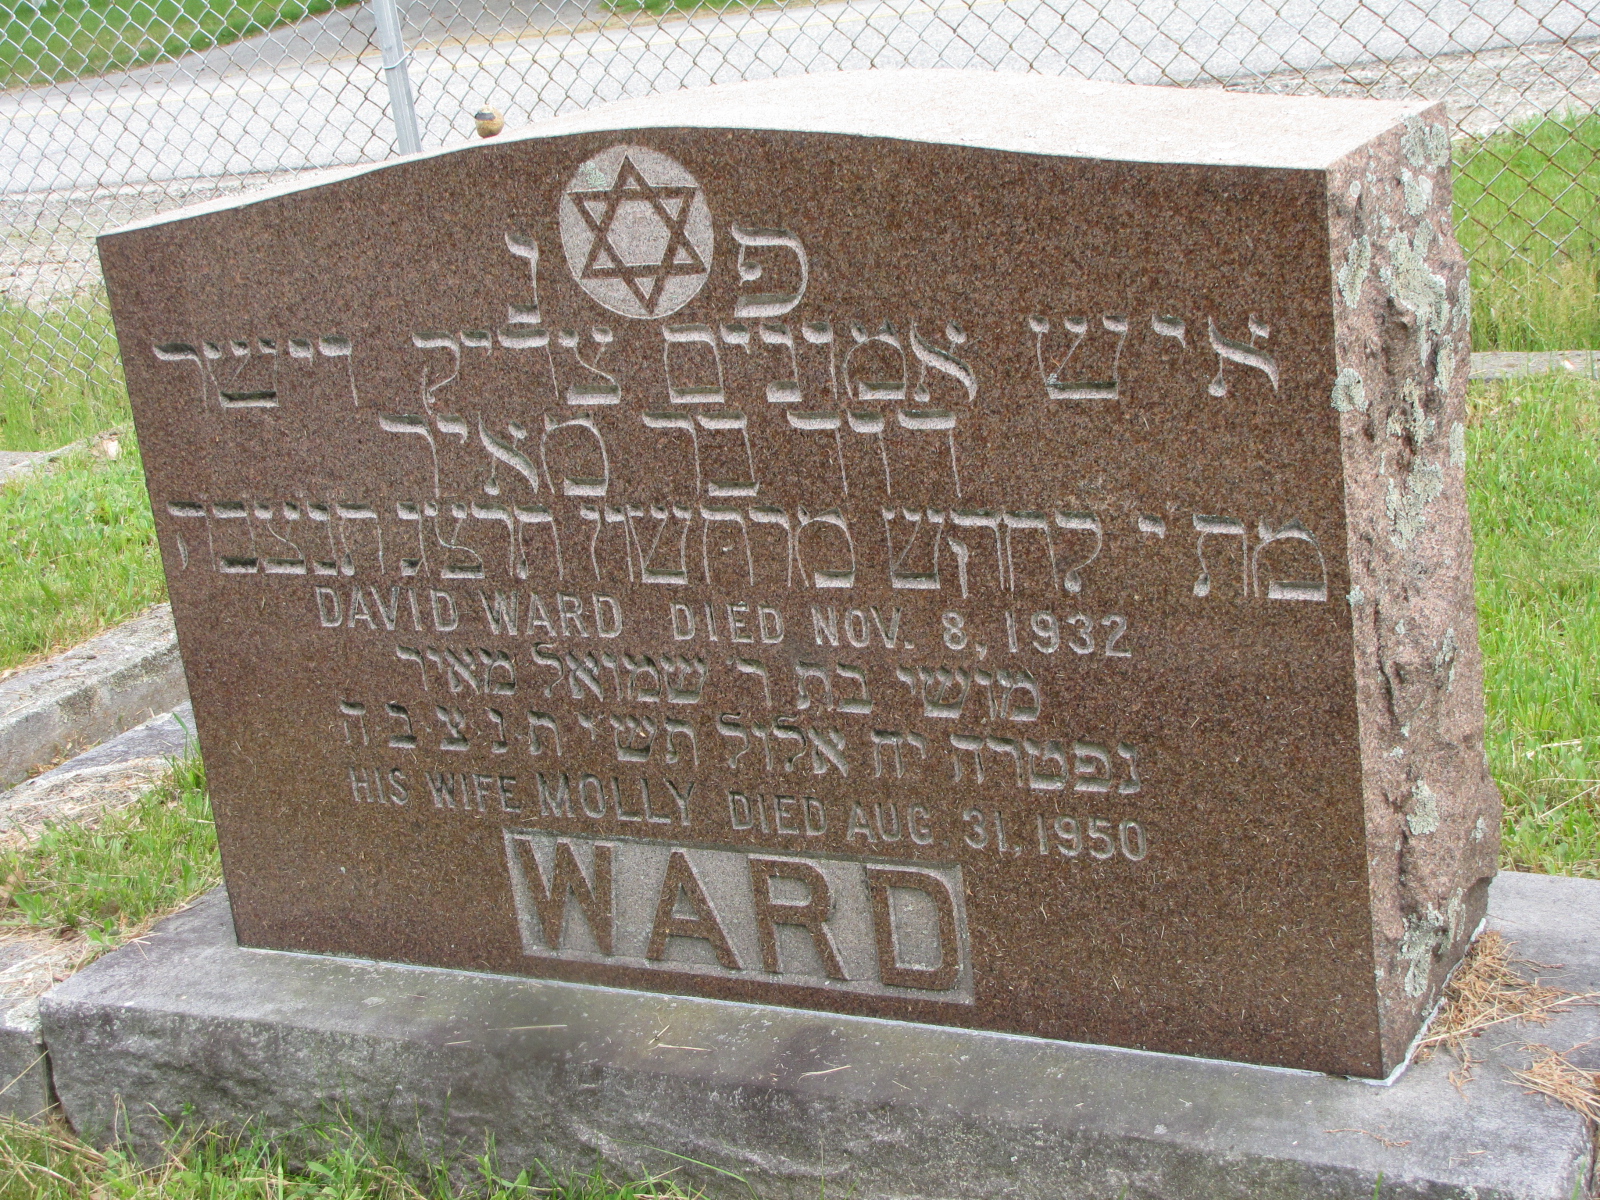 פ נ
איש אמונים צדיק וישר
דוד בר מאיר
מת י לחדש מרחשון תרצג תנצבה
DAVID WARD DIED NOV. 8, 1932
מושי בת ר' שמואל מאיר
נפטרה יח אלול תש"י ת נ צ ב ה
HIS WIFE MOLLY DIED AUG. 31, 1950
WARD